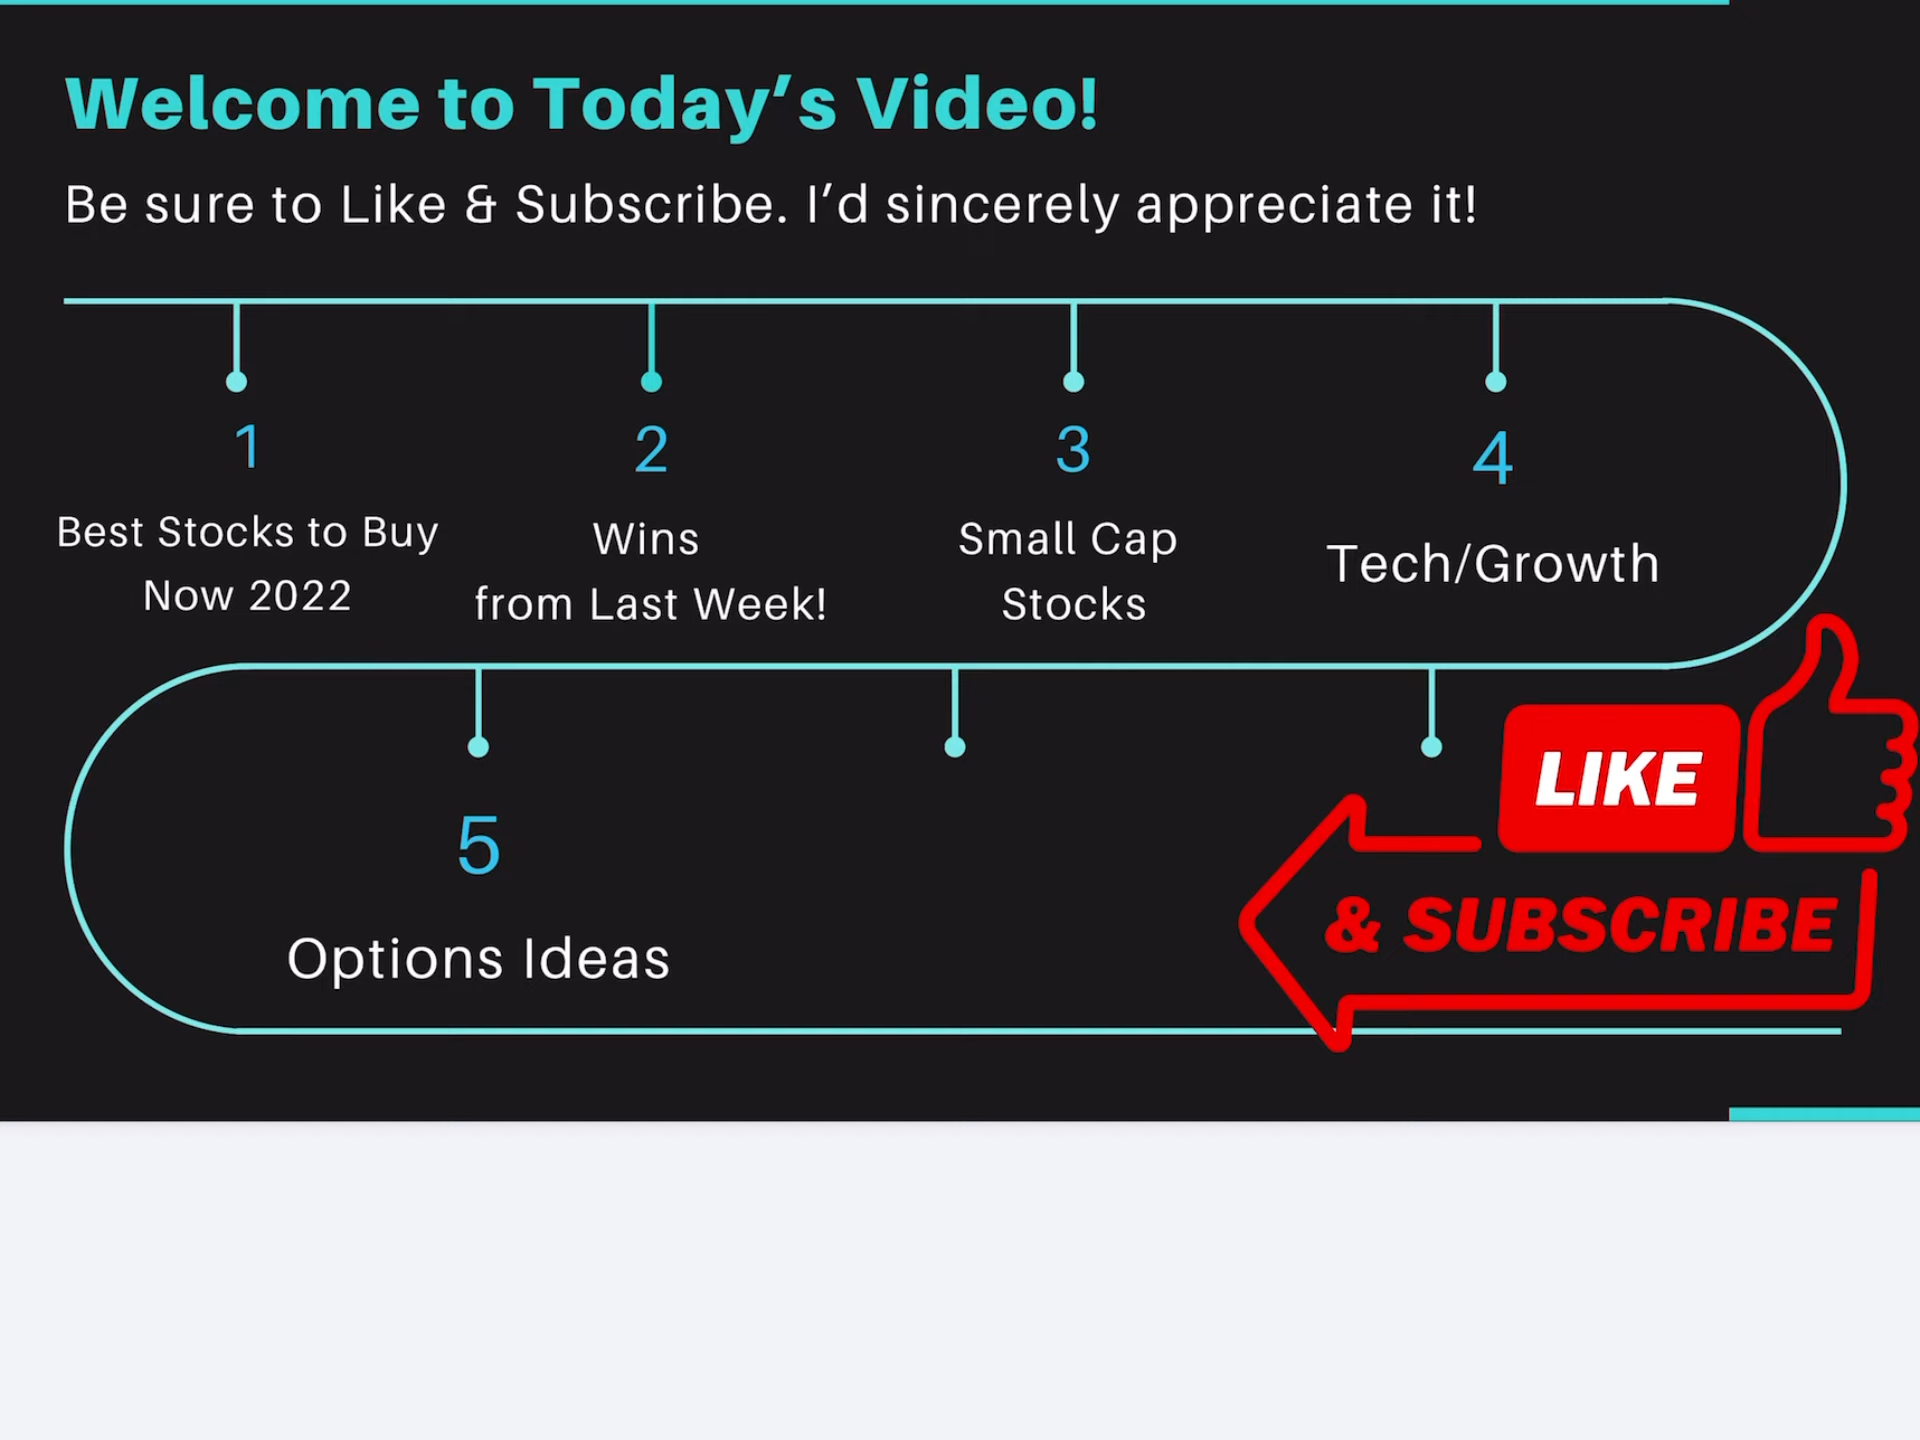 Welcome to Today’s Video!
Be sure to Like & Subscribe. I’d sincerely appreciate it!
1
Best Stocks to Buy
Now 2022
2
Wins
from Last Week!
3
Small Cap
Stocks
4
Tech/Growth
5
Options Ideas
LIKE
& SUBSCRIBE